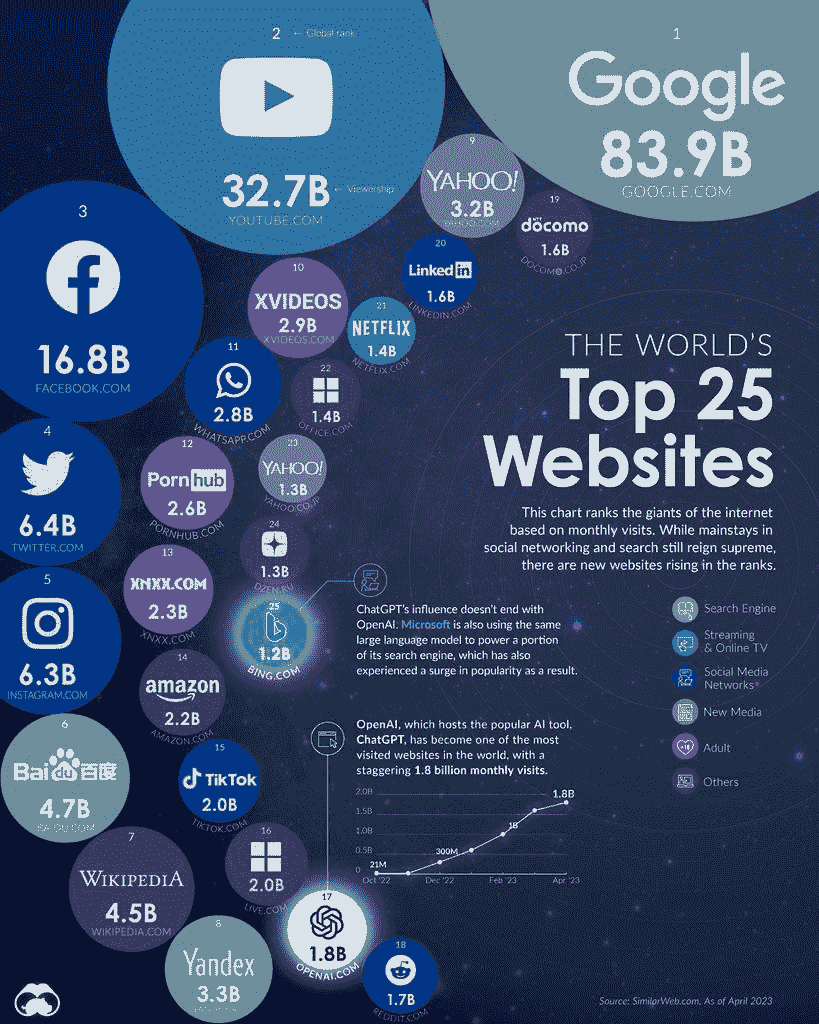 2 ← Global rank
32.7B ← Viewership
YOUTUBE.COM
1
Google
83.9B
GOOGLE.COM
9
YAHOO!
3.2B
YAHOO.COM
19
NTT
döcomo
1.6B
DOCOMO.CO.JP
3
16.8B
FACEBOOK.COM
20
Linked in
1.6B
LINKEDIN.COM
10
XVIDEOS
2.9B
XVIDEOS.COM
21
NETFLIX
1.4B
NETFLIX.COM
11
2.8B
WHATSAPP.COM
22
1.4B
OFFICE.COM
THE WORLD'S
Top 25
Websites
This chart ranks the giants of the internet
based on monthly visits. While mainstays in
social networking and search still reign supreme,
there are new websites rising in the ranks.
4
6.4B
TWITTER.COM
12
Porn hub
2.6B
PORNHUB.COM
23
YAHOO!
1.3B
YAHOO.CO.JP
24
1.3B
DZEN.RU
5
6.3B
INSTAGRAM.COM
13
XNXX.COM
2.3B
XNXX.COM
25
1.2B
BING.COM
ChatGPT's influence doesn't end with
OpenAI. Microsoft is also using the same
large language model to power a portion
of its search engine, which has also
experienced a surge in popularity as a result.
Search Engine
Streaming
& Online TV
Social Media
Networks
New Media
Adult
Others
14
amazon
2.2B
AMAZON.COM
6
Bai du 百度
4.7B
BAIDU.COM
15
TikTok
2.0B
TIKTOK.COM
OpenAI, which hosts the popular AI tool,
ChatGPT, has become one of the most
visited websites in the world, with a
staggering 1.8 billion monthly visits.
2.0B
1.5B
1.0B
0.5B
0
21M
300M
1B
1.8B
Oct '22
Dec '22
Feb '23
Apr '23
7
WIKIPEDIA
4.5B
WIKIPEDIA.COM
16
2.0B
LIVE.COM
8
Yandex
3.3B
17
1.8B
OPENAI.COM
18
1.7B
REDDIT.COM
Source: SimilarWeb.com, As of April 2023